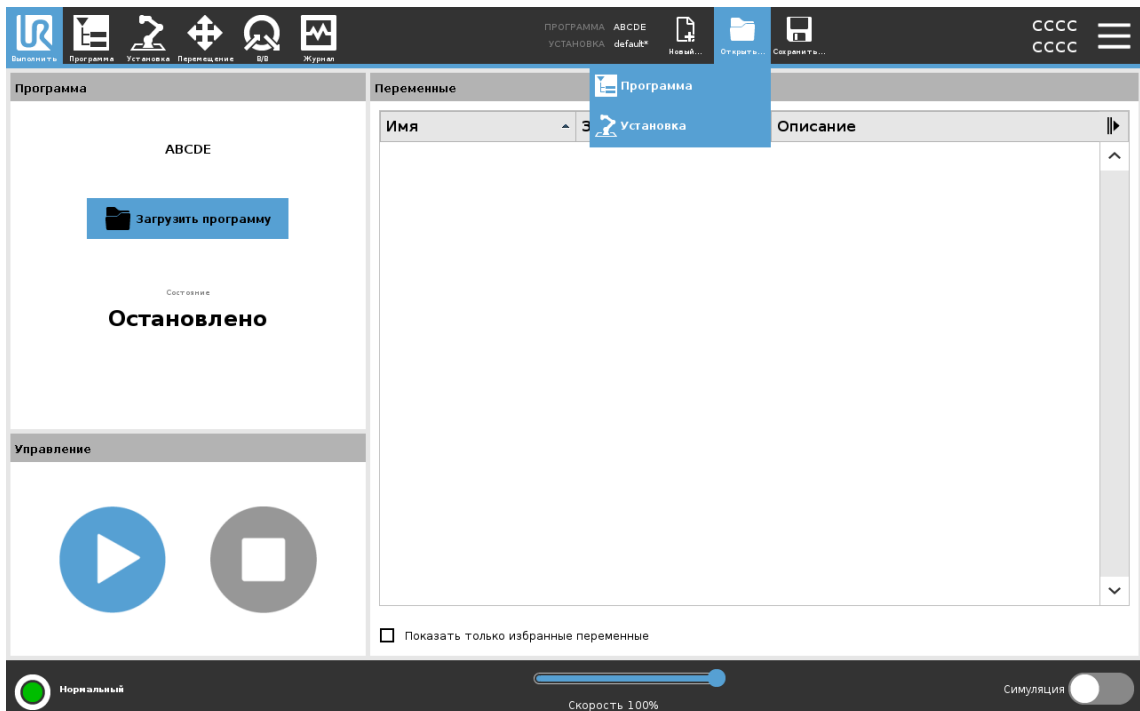 UR
Выполнить
Программа
Установка
Перемещение
В/В
Журнал
ПРОГРАММА ABCDE
УСТАНОВКА default*
Новый...
Открыть...
Сохранить...
CCCC
CCCC
Программа
Установка
Программа
ABCDE
Загрузить программу
Состояние
Остановлено
Управление
Переменные
Имя
З
Описание
Показать только избранные переменные
Нормальный
Скорость 100%
Симуляция